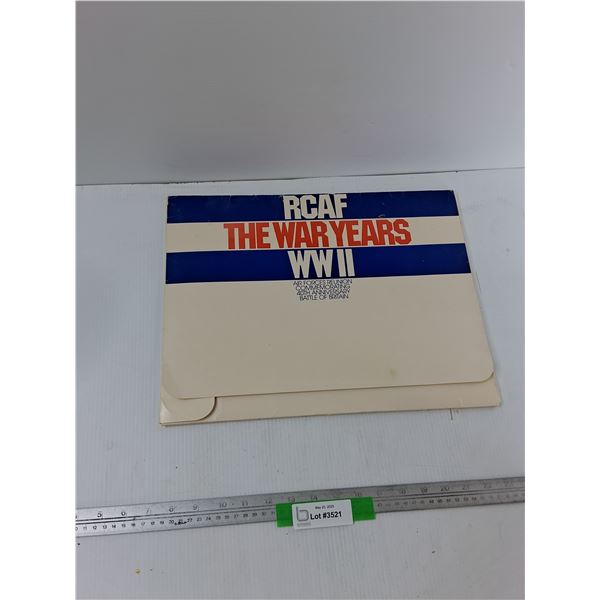 RCAF
THE WAR YEARS
WW II
AIR FORCES REUNION
COMMEMORATING
40TH ANNIVERSARY
BATTLE OF BRITAIN
Lot #3521